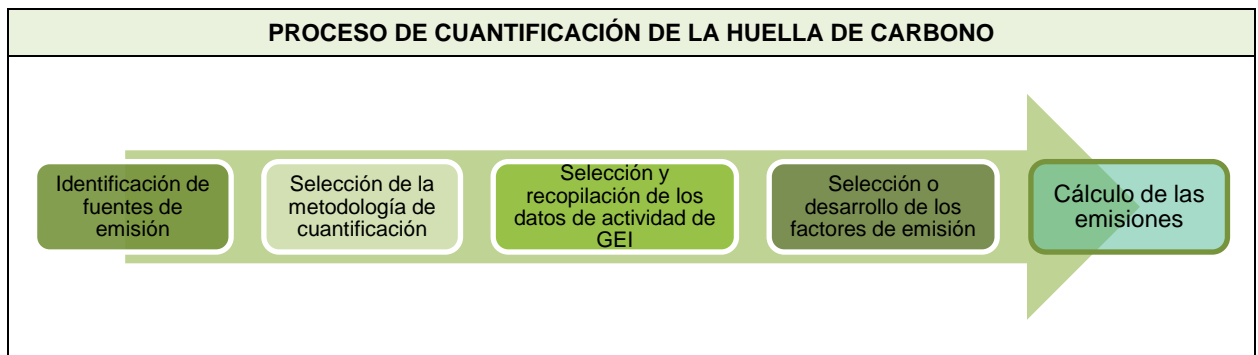 PROCESO DE CUANTIFICACIÓN DE LA HUELLA DE CARBONO
Identificación de
fuentes de
emisión
Selección de la
metodología de
cuantificación
Selección y
recopilación de los
datos de actividad de
GEI
Selección o
desarrollo de los
factores de emisión
Cálculo de las
emisiones